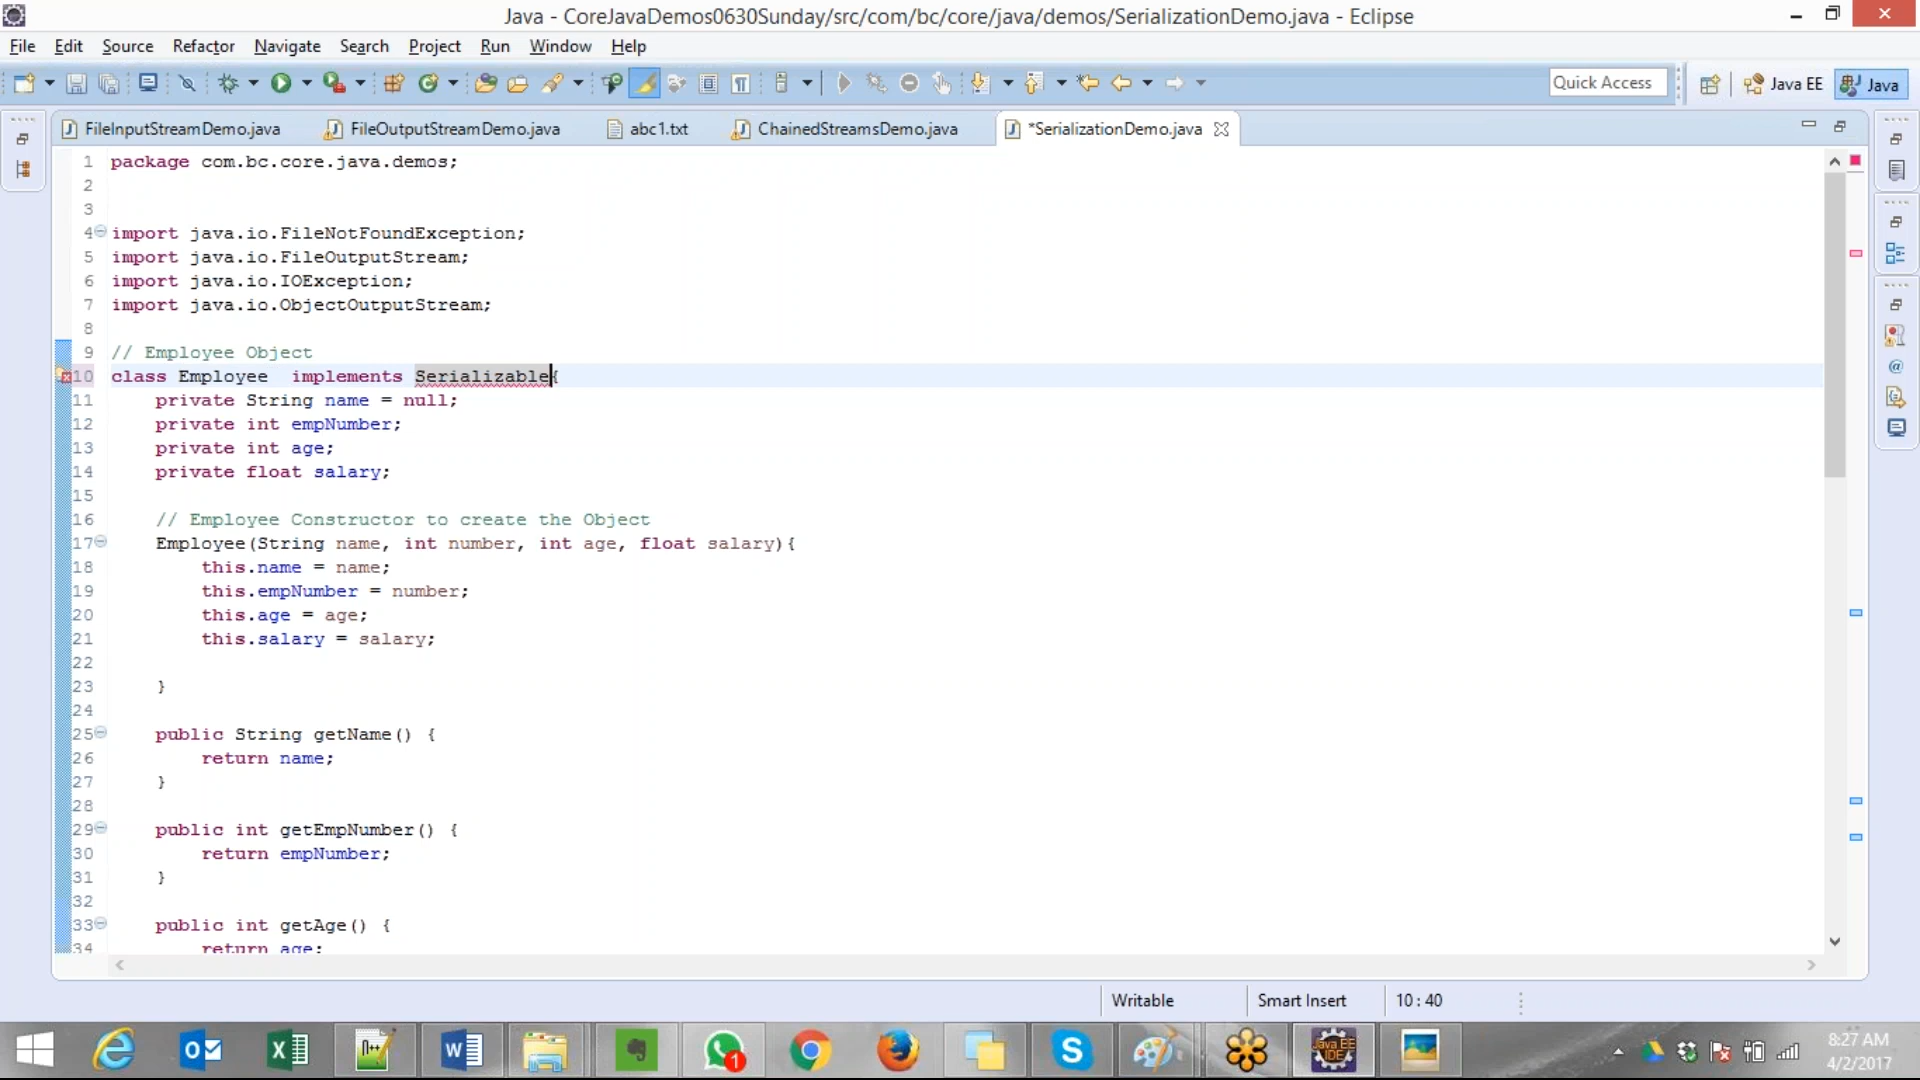 Java - CoreJavaDemos0630Sunday/src/com/bc/core/java/demos/SerializationDemo.java - Eclipse
File Edit Source Refactor Navigate Search Project Run Window Help
Quick Access
Java EE
Java
FileInputStreamDemo.java
FileOutputStreamDemo.java
abc1.txt
ChainedStreamsDemo.java
*SerializationDemo.java
1 package com.bc.core.java.demos;
2
3
4 import java.io.FileNotFoundException;
5 import java.io.FileOutputStream;
6 import java.io.IOException;
7 import java.io.ObjectOutputStream;
8
9 // Employee Object
10 class Employee  implements Serializable{
11 private String name = null;
12 private int empNumber;
13 private int age;
14 private float salary;
15
16 // Employee Constructor to create the Object
17 Employee(String name, int number, int age, float salary){
18 this.name = name;
19 this.empNumber = number;
20 this.age = age;
21 this.salary = salary;
22
23 }
24
25 public String getName() {
26 return name;
27 }
28
29 public int getEmpNumber() {
30 return empNumber;
31 }
32
33 public int getAge() {
34 return age;
Writable
Smart Insert
10 : 40
8:27 AM
4/2/2017